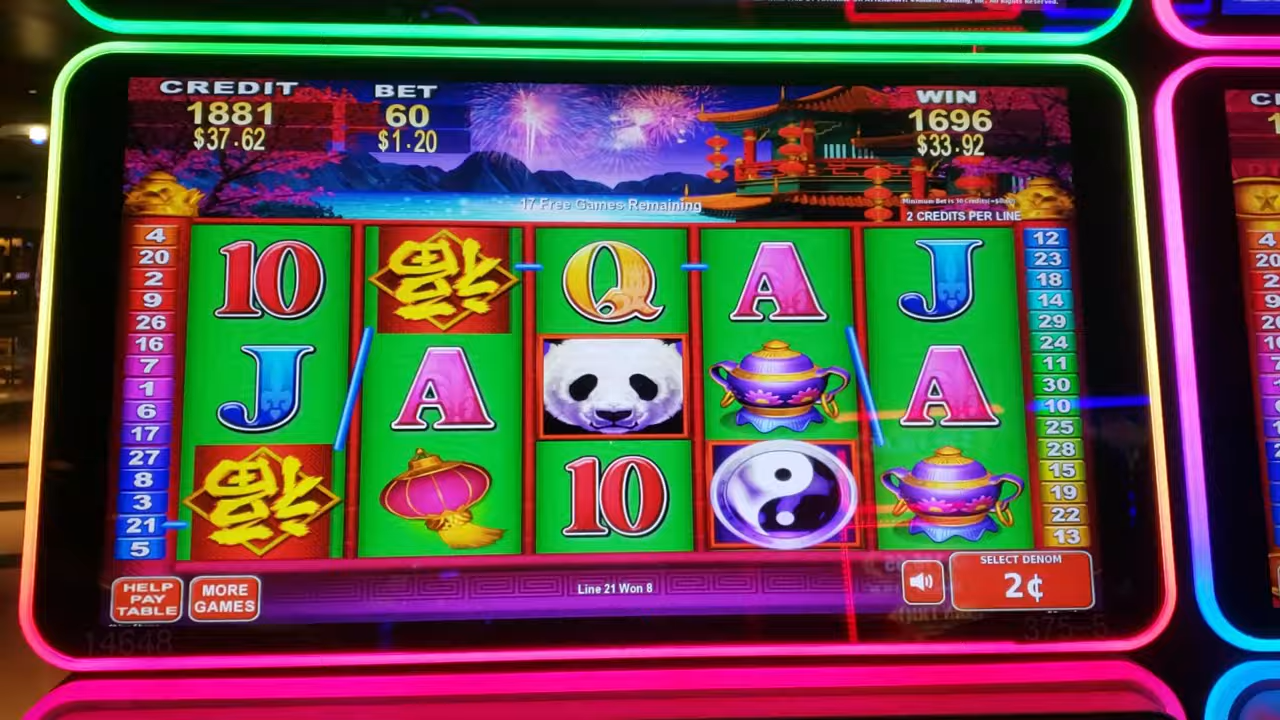 CREDIT BET WIN
1881 60 1696
$37.62 $1.20 $33.92
17 Free Games Remaining
2 CREDITS PER LINE
4 12
20 23
2 18
9 14
26 29
16 24
7 11
1 30
6 10
17 25
27 28
8 15
3 19
21 22
5 13
10 福 Q A J
J A A
福 10
Line 21 Won 8
HELP
PAY
TABLE
MORE
GAMES
SELECT DENOM
2¢
14648